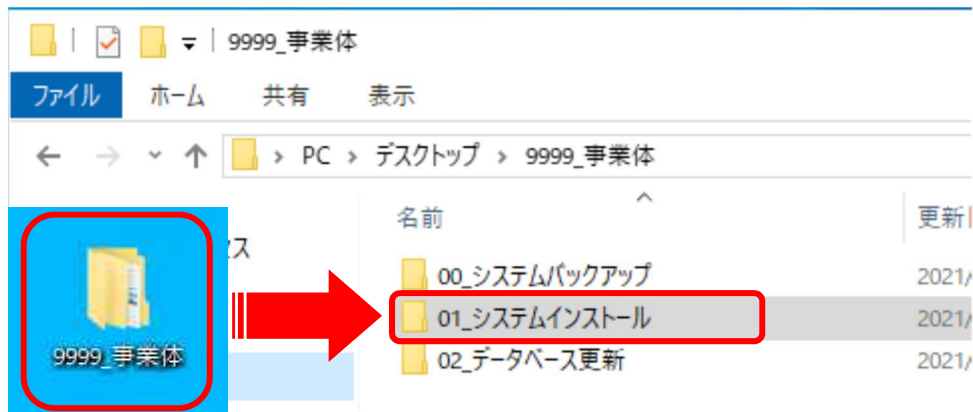 9999_事業体
ファイル ホーム 共有 表示
PC > デスクトップ > 9999_事業体
名前 更新
セス
00_システムバックアップ 2021/
01_システムインストール 2021/
02_データベース更新 2021/
9999_事業体